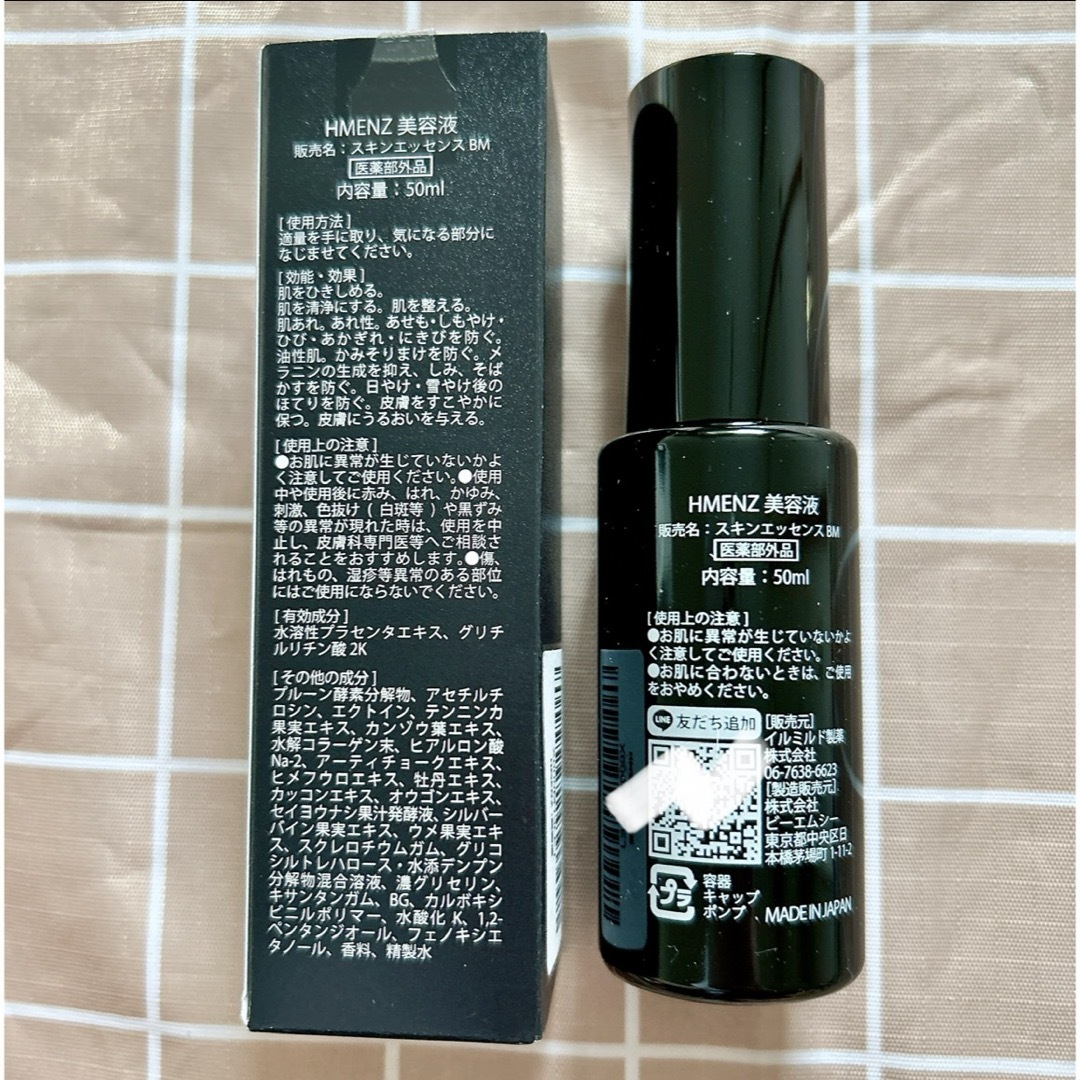 HMENZ 美容液
販売名：スキンエッセンス BM
医薬部外品
内容量：50ml
[ 使用方法 ]
適量を手に取り、気になる部分に
なじませてください。
[ 効能・効果 ]
肌をひきしめる。
肌を清浄にする。肌を整える。
肌あれ。あれ性。あせも・しもやけ・
ひび・あかぎれ・にきびを防ぐ。
油性肌。かみそりまけを防ぐ。メ
ラニンの生成を抑え、しみ、そば
かすを防ぐ。日やけ・雪やけ後の
ほてりを防ぐ。皮膚をすこやかに
保つ。皮膚にうるおいを与える。
[ 使用上の注意 ]
●お肌に異常が生じていないかよ
く注意してご使用ください。●使用
中や使用後に赤み、はれ、かゆみ、
刺激、色抜け ( 白斑等 ) や黒ずみ
等の異常が現れた時は、使用を中
止し、皮膚科専門医等へご相談さ
れることをおすすめします。●傷、
はれもの、湿疹等異常のある部位
にはご使用にならないでください。
[ 有効成分 ]
水溶性プラセンタエキス、グリチ
ルリチン酸 2K
[ その他の成分 ]
プルーン酵素分解物、アセチルチ
ロシン、エクトイン、テンニンカ
果実エキス、カンゾウ葉エキス、
水解コラーゲン末、ヒアルロン酸
Na-2、アーティチョークエキス、
ヒメフウロエキス、牡丹エキス、
カッコンエキス、オウゴンエキス、
セイヨウナシ果汁発酵液、シルバー
バイン果実エキス、ウメ果実エキ
ス、スクレロチウムガム、グリコ
シルトレハロース・水添デンプン
分解物混合溶液、濃グリセリン、
キサンタンガム、BG、カルボキシ
ビニルポリマー、水酸化 K、1,2-
ペンタンジオール、フェノキシエ
タノール、香料、精製水
HMENZ 美容液
販売名：スキンエッセンス BM
医薬部外品
内容量：50ml
[ 使用上の注意 ]
●お肌に異常が生じていないかよ
く注意してご使用ください。
●お肌に合わないときは、ご使用
をおやめください。
LINE 友だち追加
[販売元]
イルミルド製薬
株式会社
06-7638-6623
[製造販売元]
株式会社
ビーエムシー
東京都中央区日
本橋茅場町 1-11-2
プラ
容器
キャップ
ポンプ
MADE IN JAPAN